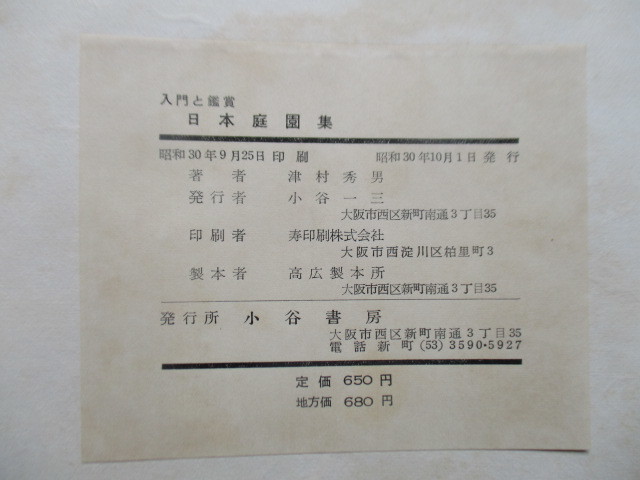 入門と鑑賞
日本庭園集
昭和30年9月25日 印刷 昭和30年10月1日 発行
著者 津村秀男
発行者 小谷一三
大阪市西区新町南通3丁目35
印刷者 寿印刷株式会社
大阪市西淀川区柏里町3
製本者 高広製本所
大阪市西区新町南通3丁目35
発行所 小谷書房
大阪市西区新町南通3丁目35
電話新町(53)3590・5927
定価 650円
地方価 680円